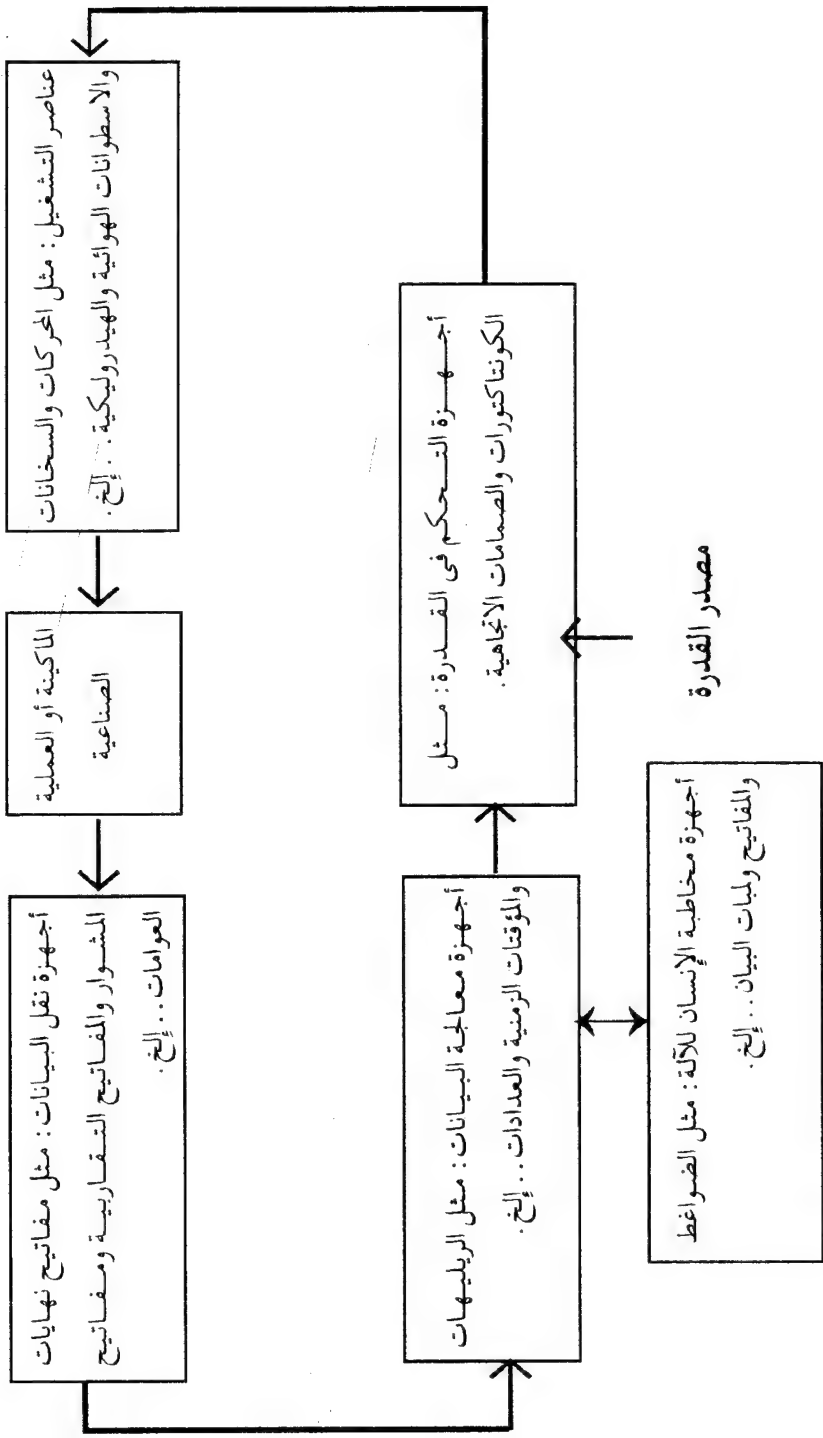 عناصر التشغيل : مثل المحركات والسخانات
والاسطوانات الهوائية والهيدروليكية . . . إلخ .
الماكينة أو العملية
الصناعية
أجهزة نقل البيانات : مثل مفاتيح نهايات
المشوار والمفاتيح التقاربية ومفاتيح
العوامات . . . إلخ .
أجهزة التحكم فى القدرة : مثل
الكونتاكتورات والصمامات الاتجاهية .
أجهزة معالجة البيانات : مثل الريليهات
والمؤقتات الزمنية والعدادات . . . إلخ .
مصدر القدرة
أجهزة مخاطبة الإنسان للآلة : مثل الضواغط
والمفاتيح ولمبات البيان . . . إلخ .